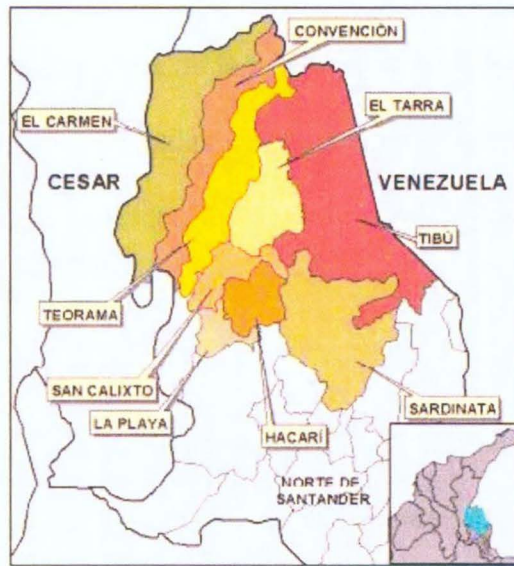 CONVENCIÓN
EL TARRA
EL CARMEN
CESAR
VENEZUELA
TIBÚ
TEORAMA
SAN CALIXTO
LA PLAYA
HACARÍ
SARDINATA
NORTE DE
SANTANDER